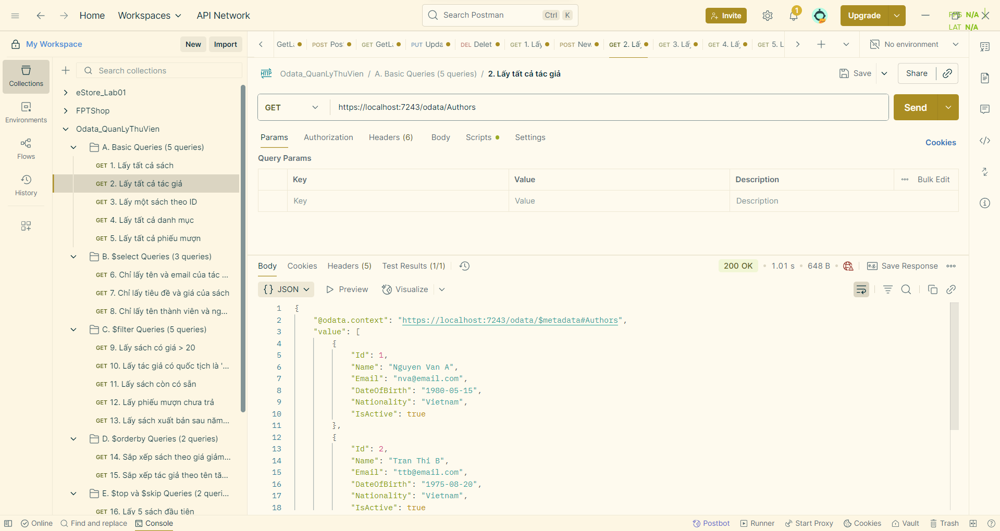 Home
Workspaces
API Network
Search Postman
Ctrl
K
Invite
1
Upgrade
FPS N/A
LAT N/A
My Workspace
New
Import
GetLa
POST Pos
GET GetLa
PUT Upda
DEL Delet
GET 1. Lấy
POST New
GET 2. Lấy
GET 3. Lấy
GET 4. Lấy
GET 5. L
No environment
Collections
Environments
Flows
History
Search collections
eStore_Lab01
FPTShop
Odata_QuanLyThuVien
A. Basic Queries (5 queries)
GET 1. Lấy tất cả sách
GET 2. Lấy tất cả tác giả
GET 3. Lấy một sách theo ID
GET 4. Lấy tất cả danh mục
GET 5. Lấy tất cả phiếu mượn
B. $select Queries (3 queries)
GET 6. Chỉ lấy tên và email của tác ...
GET 7. Chỉ lấy tiêu đề và giá của sách
GET 8. Chỉ lấy tên thành viên và ng...
C. $filter Queries (5 queries)
GET 9. Lấy sách có giá > 20
GET 10. Lấy tác giả có quốc tịch là '...
GET 11. Lấy sách còn có sẵn
GET 12. Lấy phiếu mượn chưa trả
GET 13. Lấy sách xuất bản sau năm...
D. $orderby Queries (2 queries)
GET 14. Sắp xếp sách theo giá giảm...
GET 15. Sắp xếp tác giả theo tên tă...
E. $top và $skip Queries (2 queri...
GET 16. Lấy 5 sách đầu tiên
HTTP
Odata_QuanLyThuVien / A. Basic Queries (5 queries) / 2. Lấy tất cả tác giả
Save
Share
GET
https://localhost:7243/odata/Authors
Send
Params
Authorization
Headers (6)
Body
Scripts
Settings
Cookies
Query Params
Key
Value
Description
Bulk Edit
Key
Value
Description
Body
Cookies
Headers (5)
Test Results (1/1)
200 OK
1.01 s
648 B
e.g.
Save Response
{} JSON
Preview
Visualize
1 {
2 "@odata.context": "https://localhost:7243/odata/$metadata#Authors",
3 "value": [
4 {
5 "Id": 1,
6 "Name": "Nguyen Van A",
7 "Email": "nva@email.com",
8 "DateOfBirth": "1980-05-15",
9 "Nationality": "Vietnam",
10 "IsActive": true
11 },
12 {
13 "Id": 2,
14 "Name": "Tran Thi B",
15 "Email": "ttb@email.com",
16 "DateOfBirth": "1975-08-20",
17 "Nationality": "Vietnam",
18 "IsActive": true
Online
Find and replace
Console
Postbot
Runner
Start Proxy
Cookies
Vault
Trash